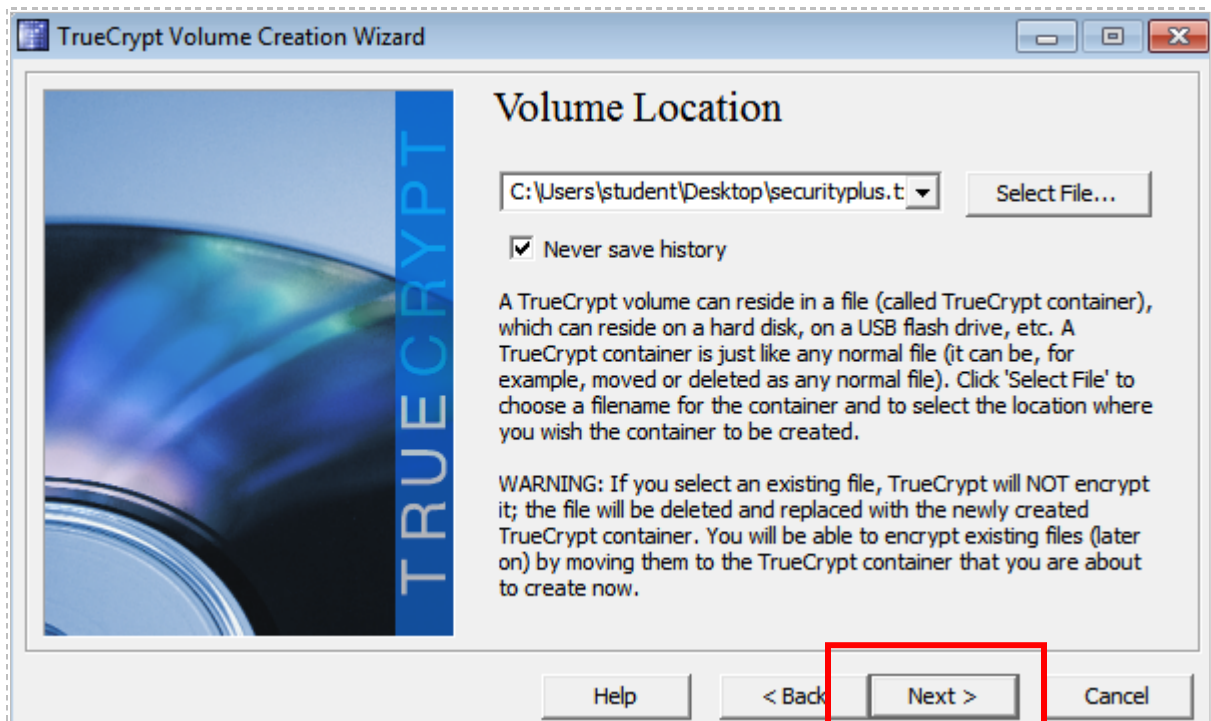 TrueCrypt Volume Creation Wizard
TRUECRYPT
Volume Location
C:\Users\student\Desktop\securityplus.t
Select File...
Never save history
A TrueCrypt volume can reside in a file (called TrueCrypt container),
which can reside on a hard disk, on a USB flash drive, etc. A
TrueCrypt container is just like any normal file (it can be, for
example, moved or deleted as any normal file). Click 'Select File' to
choose a filename for the container and to select the location where
you wish the container to be created.
WARNING: If you select an existing file, TrueCrypt will NOT encrypt
it; the file will be deleted and replaced with the newly created
TrueCrypt container. You will be able to encrypt existing files (later
on) by moving them to the TrueCrypt container that you are about
to create now.
Help
< Back
Next >
Cancel